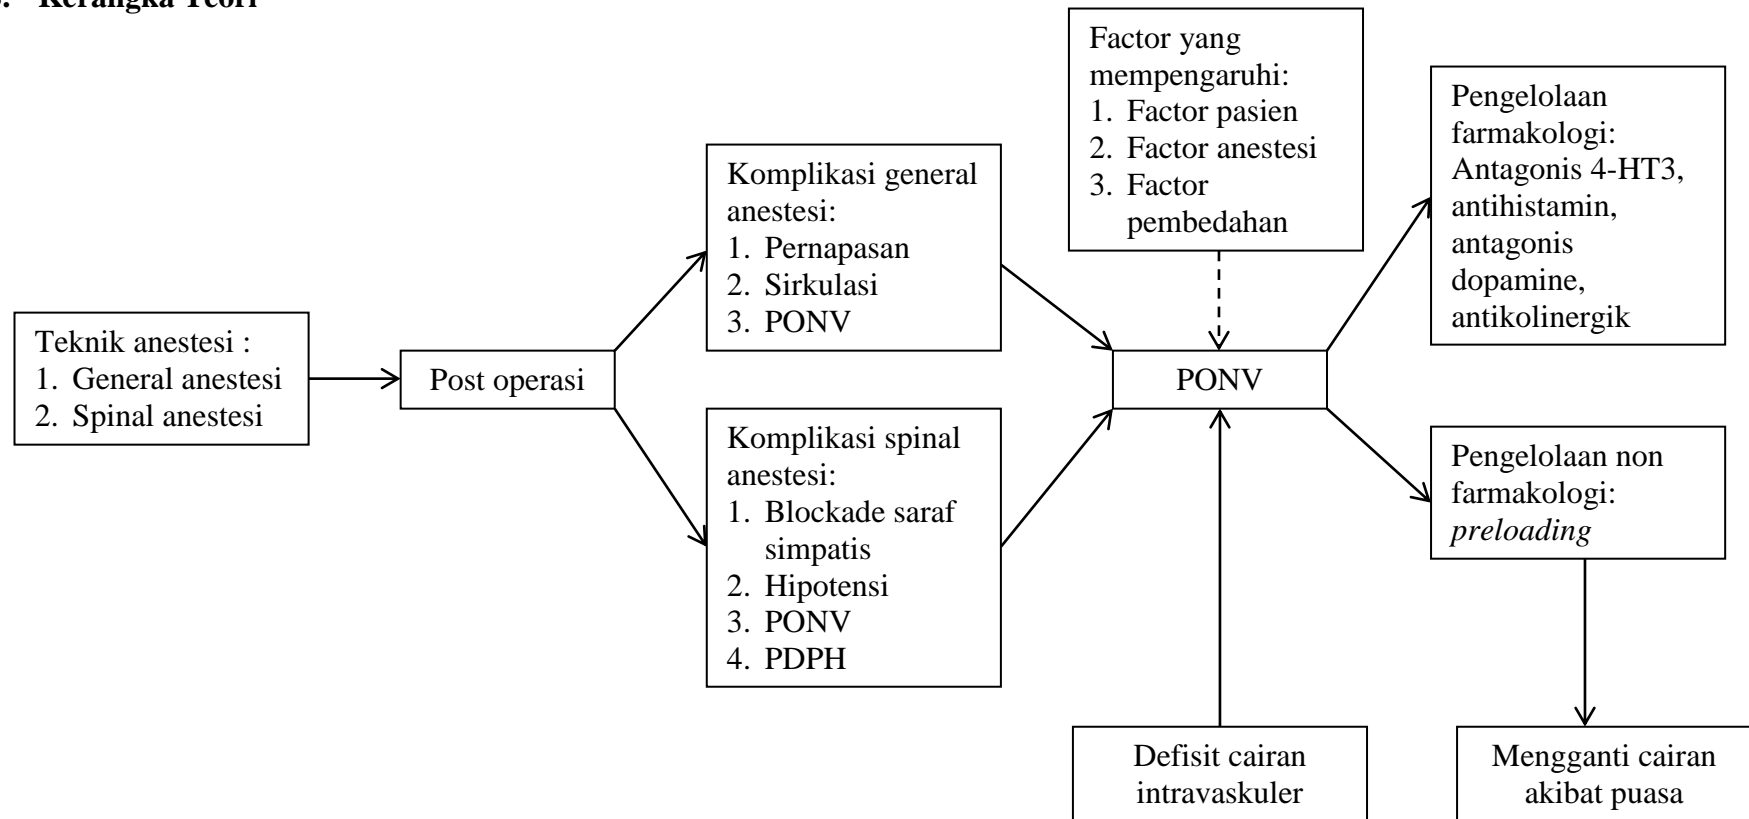 Kerangka Teori
Teknik anestesi :
1. General anestesi
2. Spinal anestesi
Post operasi
Komplikasi general
anestesi:
1. Pernapasan
2. Sirkulasi
3. PONV
Komplikasi spinal
anestesi:
1. Blockade saraf
simpatis
2. Hipotensi
3. PONV
4. PDPH
Factor yang
mempengaruhi:
1. Factor pasien
2. Factor anestesi
3. Factor
pembedahan
PONV
Defisit cairan
intravaskuler
Pengelolaan
farmakologi:
Antagonis 4-HT3,
antihistamin,
antagonis
dopamine,
antikolinergik
Pengelolaan non
farmakologi:
preloading
Mengganti cairan
akibat puasa